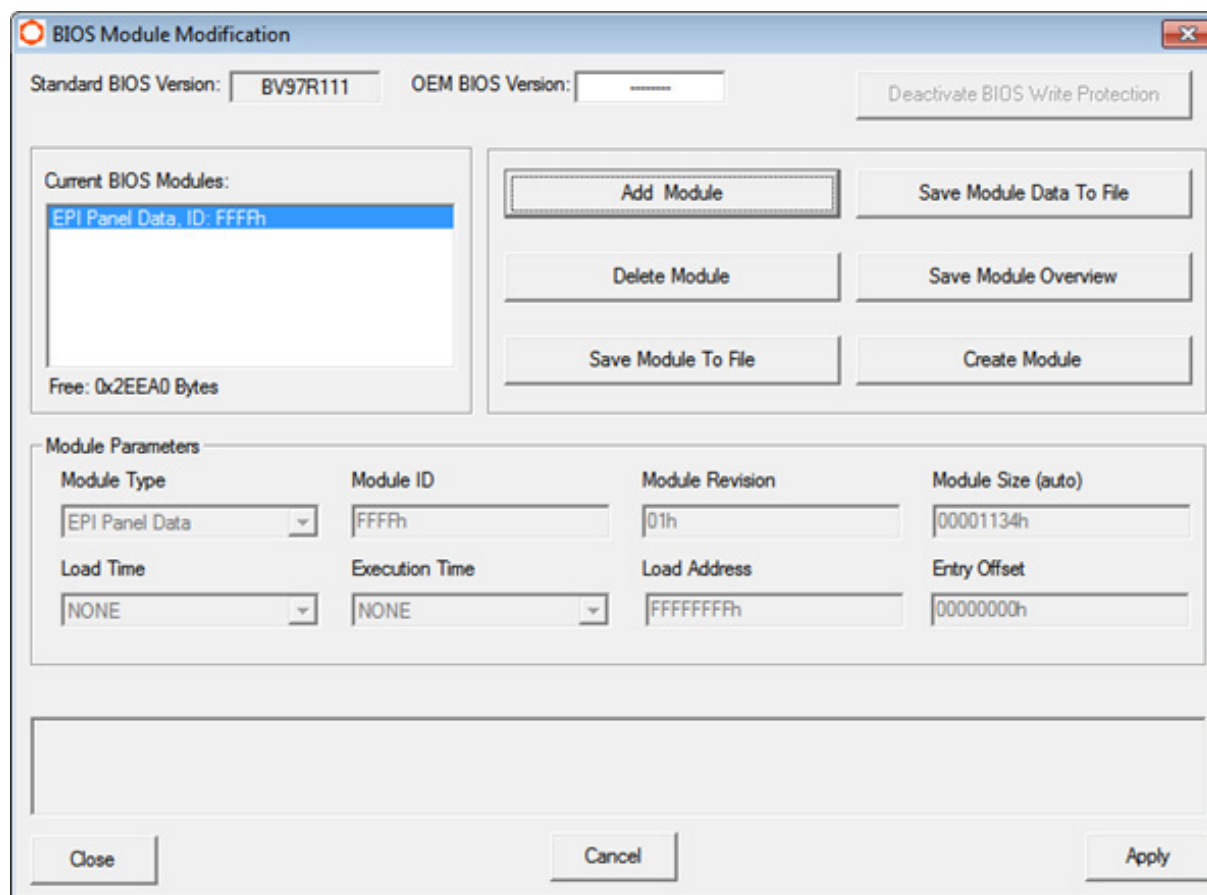 BIOS Module Modification
Standard BIOS Version: BV97R111 OEM BIOS Version: -------- Deactivate BIOS Write Protection
Current BIOS Modules:
EPI Panel Data, ID: FFFFh
Free: 0x2EEA0 Bytes
Add Module Save Module Data To File
Delete Module Save Module Overview
Save Module To File Create Module
Module Parameters
Module Type Module ID Module Revision Module Size (auto)
EPI Panel Data FFFFh 01h 00001134h
Load Time Execution Time Load Address Entry Offset
NONE NONE FFFFFFFFh 00000000h
Close Cancel Apply